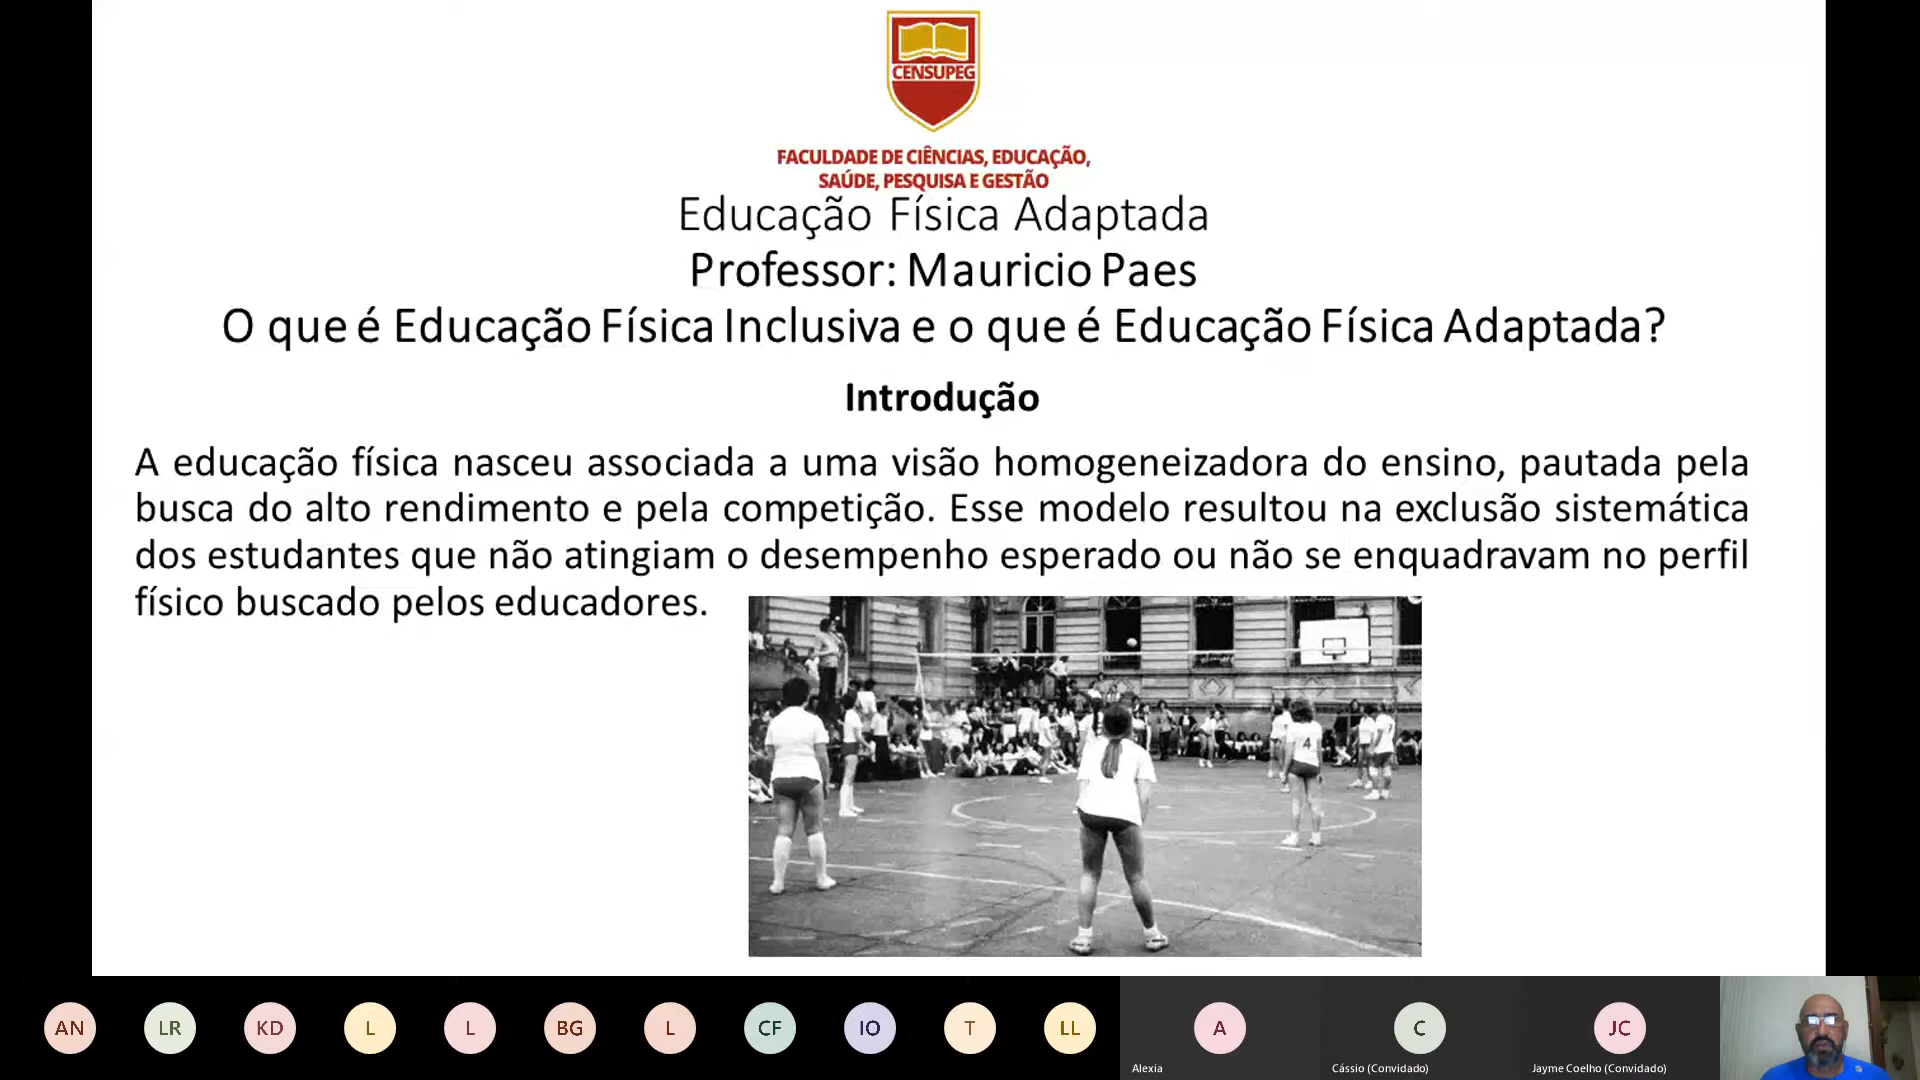 CENSUPEG
FACULDADE DE CIÊNCIAS, EDUCAÇÃO,
SAÚDE, PESQUISA E GESTÃO
Educação Física Adaptada
Professor: Mauricio Paes
O que é Educação Física Inclusiva e o que é Educação Física Adaptada?
Introdução
A educação física nasceu associada a uma visão homogeneizadora do ensino, pautada pela
busca do alto rendimento e pela competição. Esse modelo resultou na exclusão sistemática
dos estudantes que não atingiam o desempenho esperado ou não se enquadravam no perfil
físico buscado pelos educadores.
4
AN LR KD L L BG L CF IO T LL A C JC
Alexia Cássio (Convidado) Jayme Coelho (Convidado)